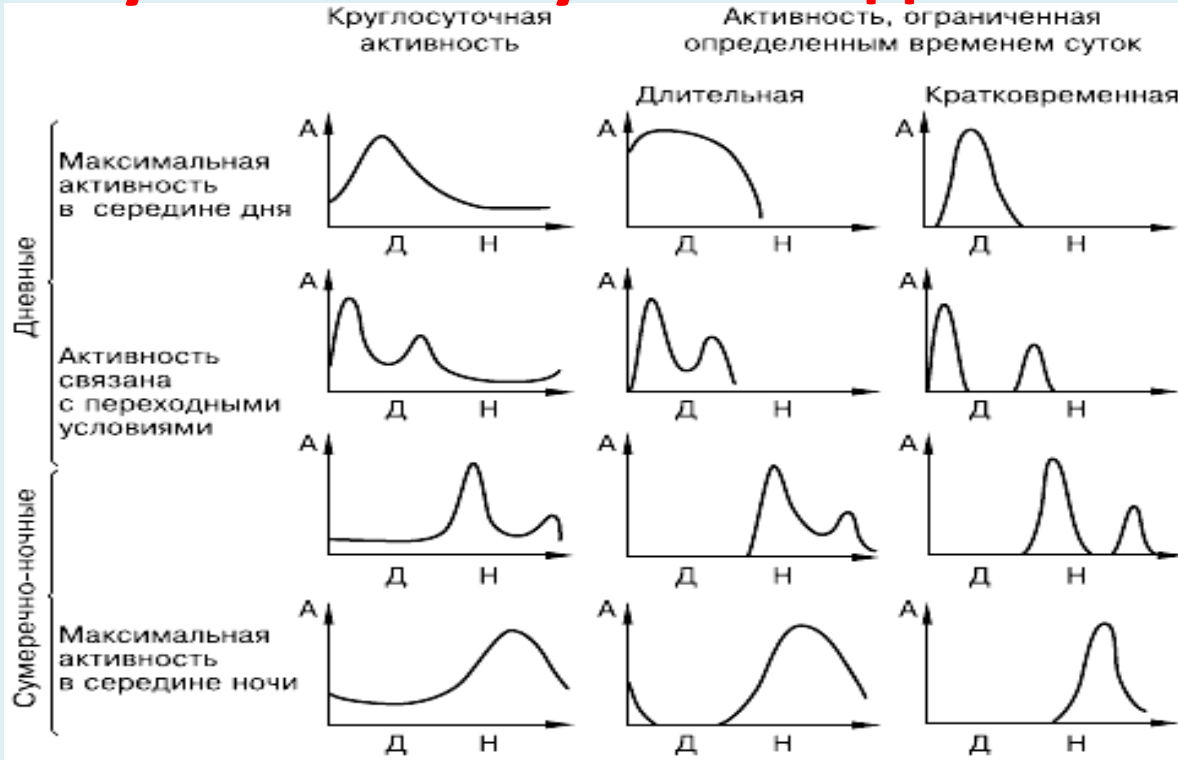 Круглосуточная
активность
Активность, ограниченная
определенным временем суток
Длительная
Кратковременная
Дневные
Максимальная
активность
в середине дня
А
Д Н
А
Д Н
А
Д Н
Активность
связана
с переходными
условиями
А
Д Н
А
Д Н
А
Д Н
Сумеречно-ночные
А
Д Н
А
Д Н
А
Д Н
Максимальная
активность
в середине ночи
А
Д Н
А
Д Н
А
Д Н